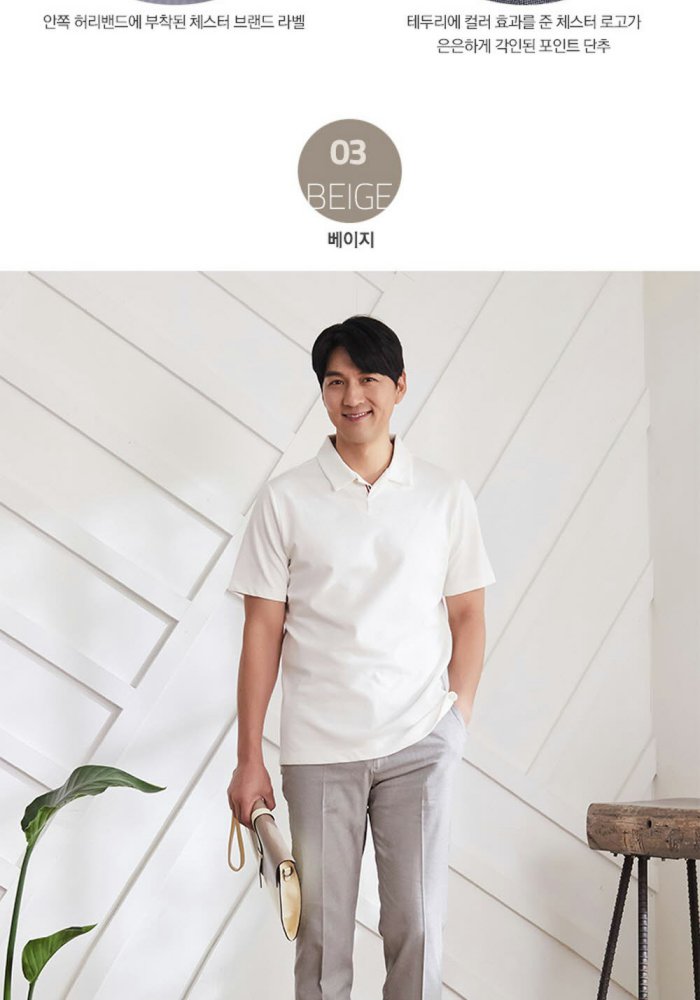 안쪽 허리밴드에 부착된 체스터 브랜드 라벨
테두리에 컬러 효과를 준 체스터 로고가
은은하게 각인된 포인트 단추
03
BEIGE
베이지